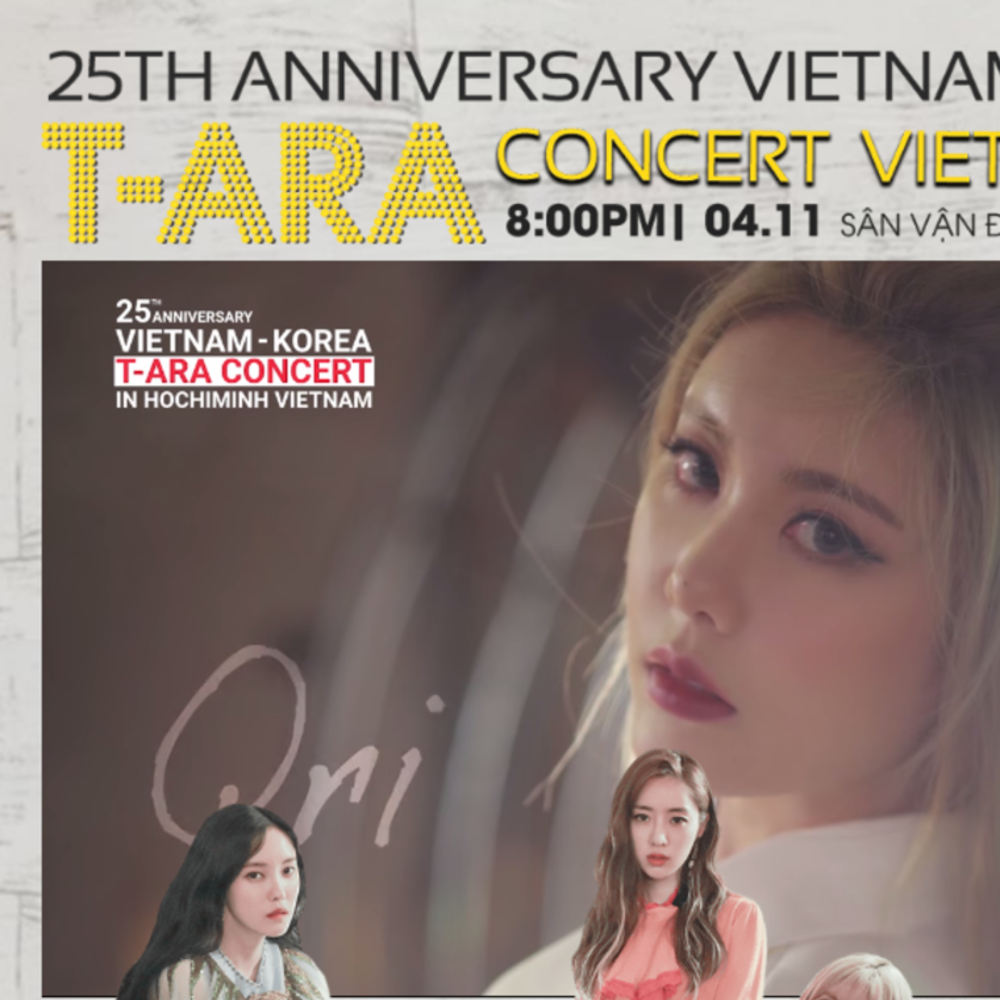 25TH ANNIVERSARY VIETNAM
T-ARA CONCERT VIET
8:00PM| 04.11 SÂN VẬN Đ
25TH ANNIVERSARY
VIETNAM - KOREA
T-ARA CONCERT
IN HOCHIMINH VIETNAM
Qri